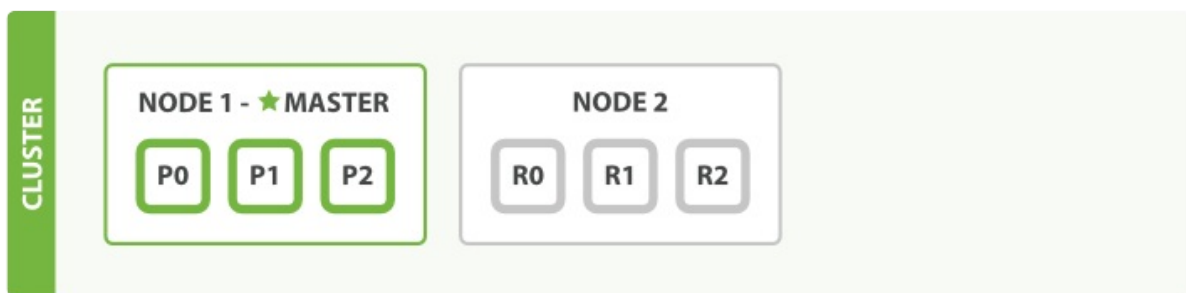 CLUSTER
NODE 1 - ★ MASTER
P0 P1 P2
NODE 2
R0 R1 R2